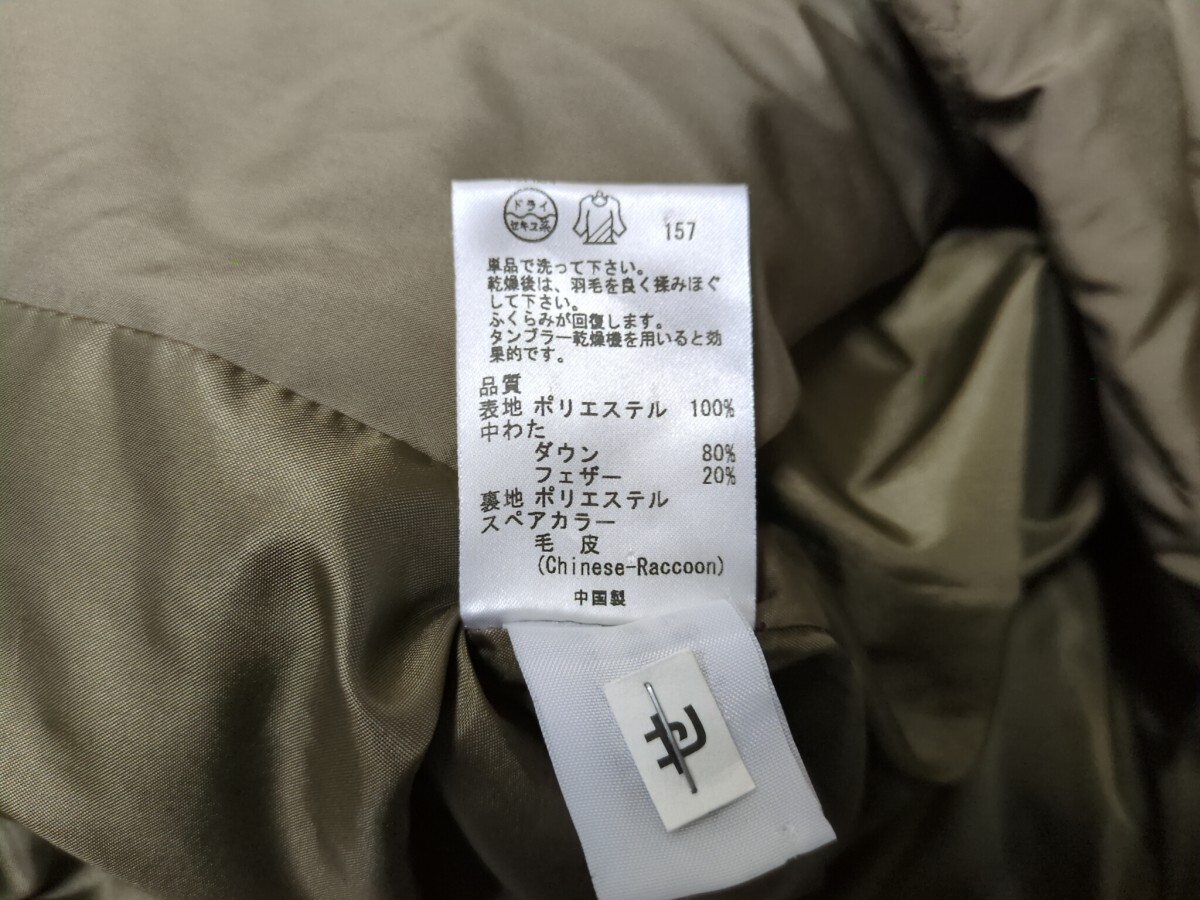 ドライ
セキユ系
157
単品で洗って下さい。
乾燥後は、羽毛を良く揉みほぐ
して下さい。
ふくらみが回復します。
タンブラー乾燥機を用いると効
果的です。
品質
表地 ポリエステル 100%
中わた
ダウン 80%
フェザー 20%
裏地 ポリエステル
スペアカラー
毛 皮
(Chinese-Raccoon)
中国製